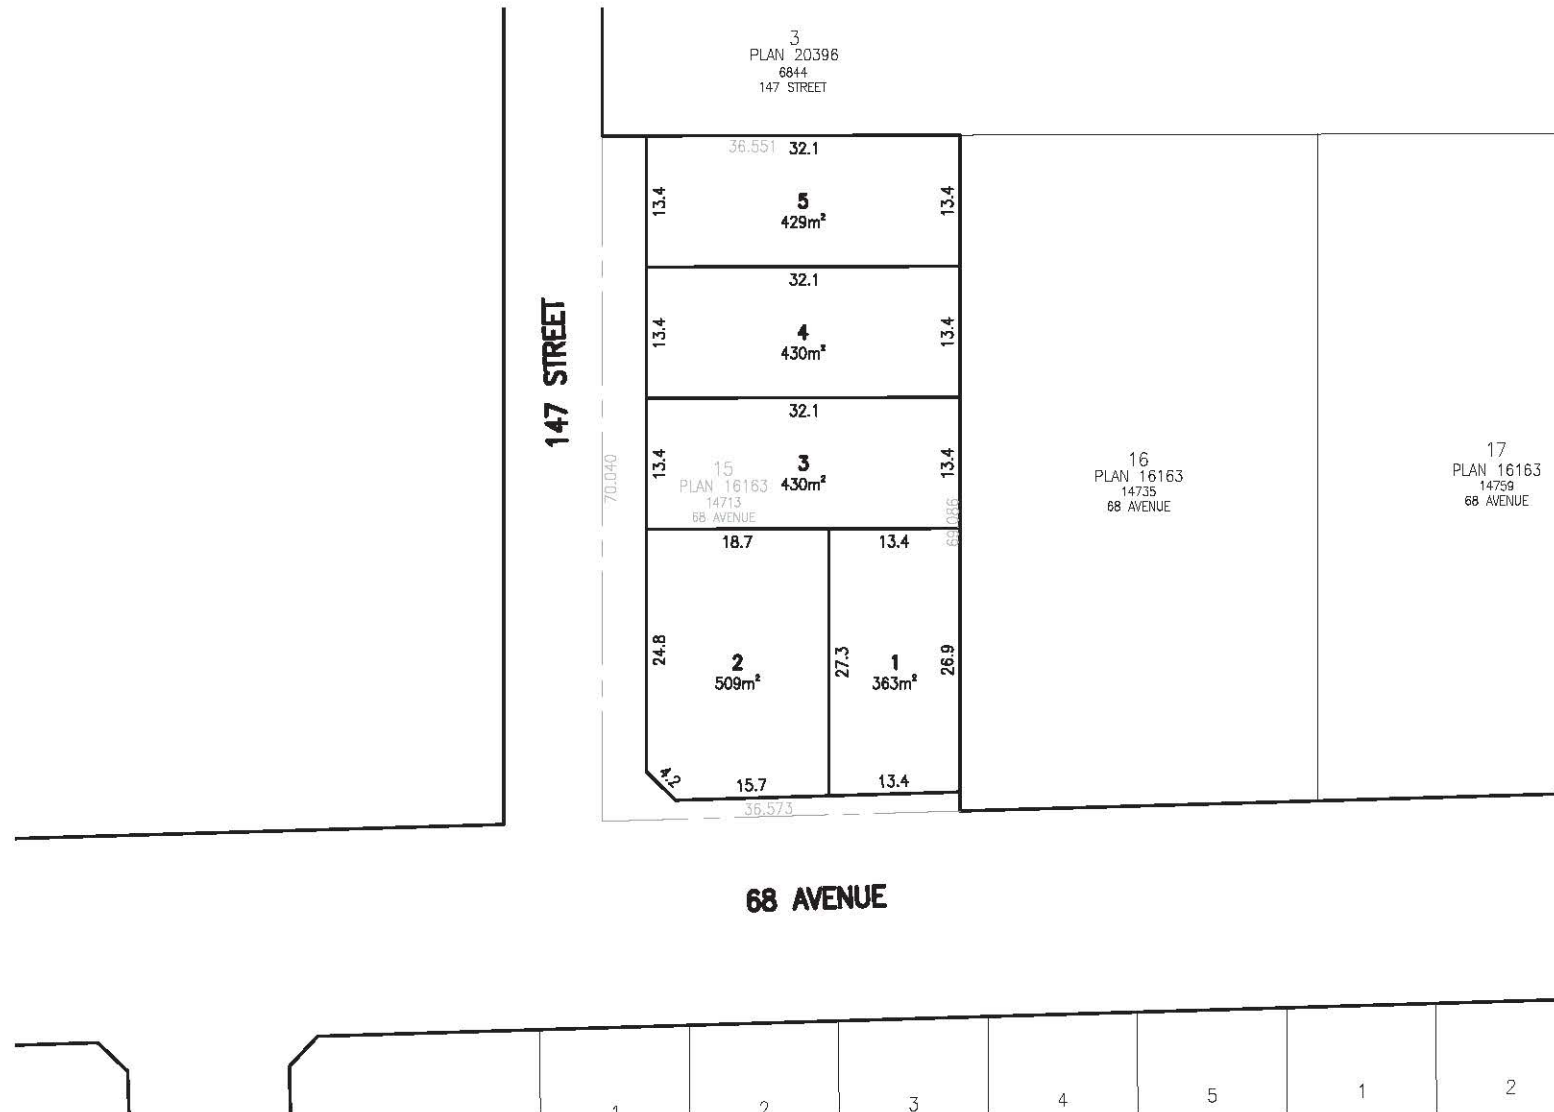 3
PLAN 20396
6844
147 STREET
36.551 32.1
13.4
5
429m²
13.4
32.1
13.4
4
430m²
13.4
147 STREET
32.1
13.4
3
430m²
13.4
70.040
15
PLAN 16163
14713
68 AVENUE
69.086
16
PLAN 16163
14735
68 AVENUE
17
PLAN 16163
14759
68 AVENUE
18.7
13.4
24.8
2
509m²
27.3
1
363m²
26.9
4.2
15.7
13.4
36.573
68 AVENUE
1
2
3
4
5
1
2